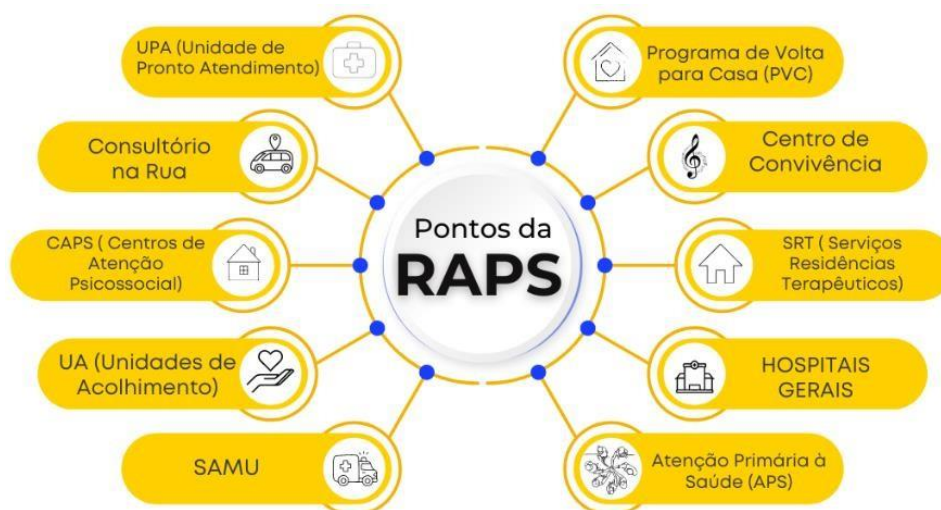 UPA (Unidade de
Pronto Atendimento)
Consultório
na Rua
CAPS ( Centros de
Atenção
Psicossocial)
UA (Unidades de
Acolhimento)
SAMU
Pontos da
RAPS
Programa de Volta
para Casa (PVC)
Centro de
Convivência
SRT ( Serviços
Residências
Terapêuticos)
HOSPITAIS
GERAIS
Atenção Primária à
Saúde (APS)